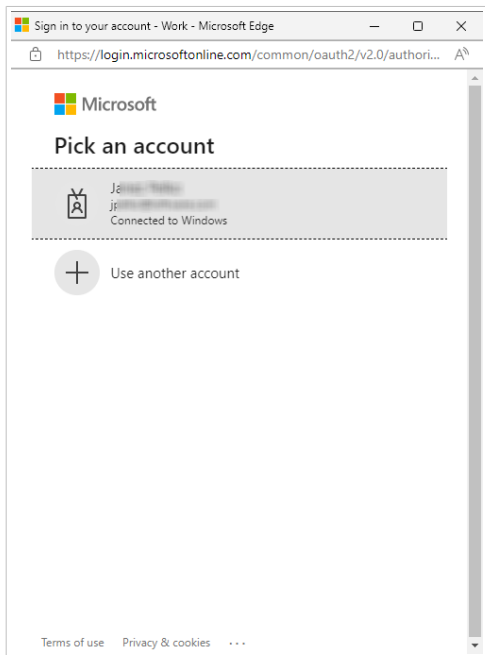 Sign in to your account - Work - Microsoft Edge
https://login.microsoftonline.com/common/oauth2/v2.0/authori...
Microsoft
Pick an account
Connected to Windows
Use another account
Terms of use Privacy & cookies ...